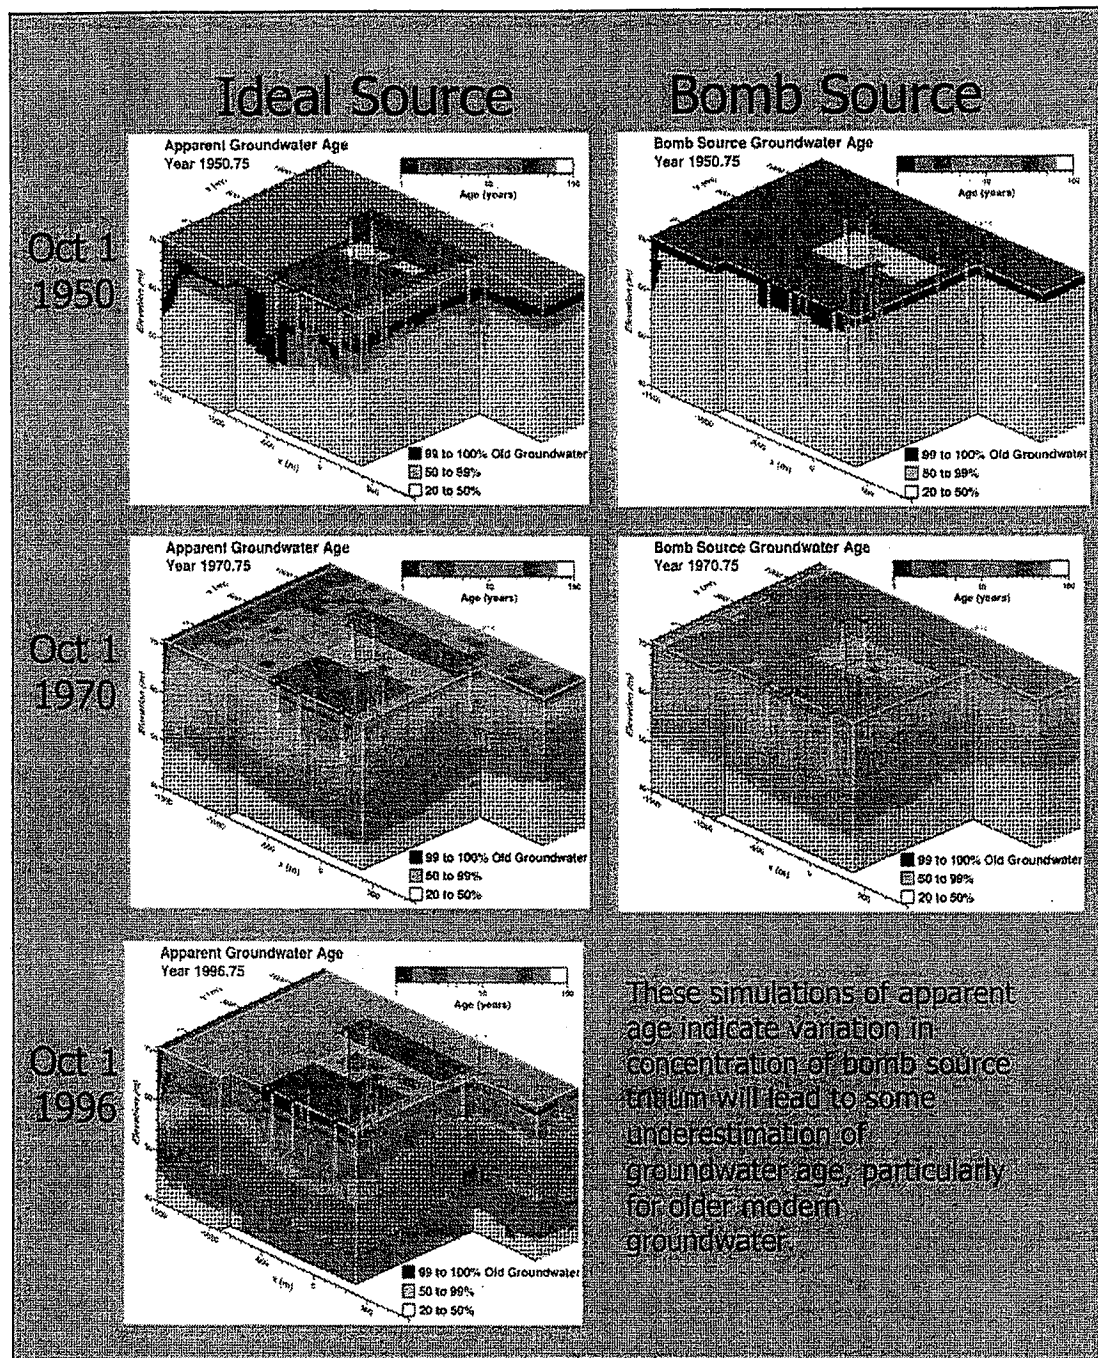 Ideal Source
Bomb Source
Oct 1
1950
Apparent Groundwater Age
Year 1950.75
Age (years)
Elevation (m)
x (m)
99 to 100% Old Groundwater
50 to 99%
20 to 50%
Bomb Source Groundwater Age
Year 1950.75
Age (years)
Elevation (m)
x (m)
99 to 100% Old Groundwater
50 to 99%
20 to 50%
Oct 1
1970
Apparent Groundwater Age
Year 1970.75
Age (years)
Elevation (m)
x (m)
99 to 100% Old Groundwater
50 to 99%
20 to 50%
Bomb Source Groundwater Age
Year 1970.75
Age (years)
Elevation (m)
x (m)
99 to 100% Old Groundwater
50 to 99%
20 to 50%
Oct 1
1996
Apparent Groundwater Age
Year 1996.75
Age (years)
Elevation (m)
x (m)
99 to 100% Old Groundwater
50 to 99%
20 to 50%
These simulations of apparent
age indicate variation in
concentration of bomb source
tritium will lead to some
underestimation of
groundwater age, particularly
for older modern
groundwater.